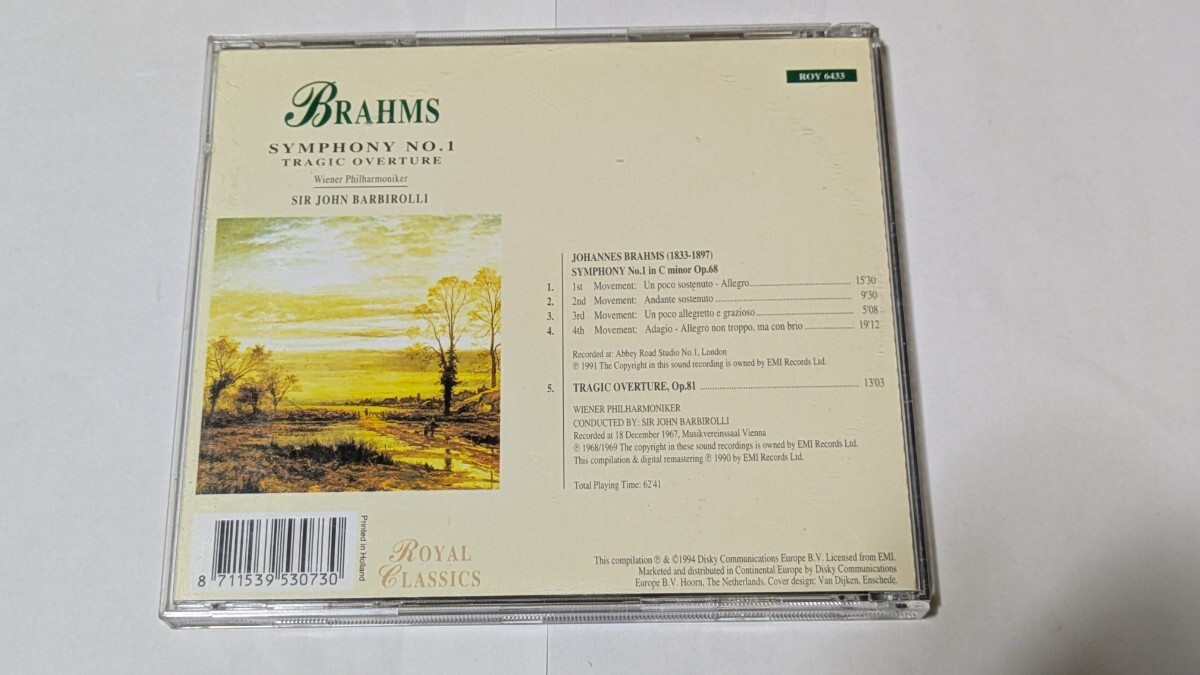 ROY 6433
BRAHMS
SYMPHONY NO.1
TRAGIC OVERTURE
Wiener Philharmoniker
SIR JOHN BARBIROLLI
JOHANNES BRAHMS (1833-1897)
SYMPHONY No.1 in C minor Op.68
1. 1st Movement: Un poco sostenuto - Allegro 15'30
2. 2nd Movement: Andante sostenuto 9'30
3. 3rd Movement: Un poco allegretto e grazioso 5'08
4. 4th Movement: Adagio - Allegro non troppo, ma con brio 19'12
Recorded at: Abbey Road Studio No.1, London
℗ 1991 The Copyright in this sound recording is owned by EMI Records Ltd.
5. TRAGIC OVERTURE, Op.81 13'03
WIENER PHILHARMONIKER
CONDUCTED BY: SIR JOHN BARBIROLLI
Recorded at 18 December 1967, Musikvereinssaal Vienna
℗ 1968/1969 The copyright in these sound recordings is owned by EMI Records Ltd.
This compilation & digital remastering ℗ 1990 by EMI Records Ltd.
Total Playing Time: 62'41
8 711539 530730
Printed in Holland
ROYAL
CLASSICS
This compilation ℗ & ©1994 Disky Communications Europe B.V. Licensed from EMI.
Marketed and distributed in Continental Europe by Disky Communications
Europe B.V. Hoorn, The Netherlands. Cover design: Van Dijken, Enschede.